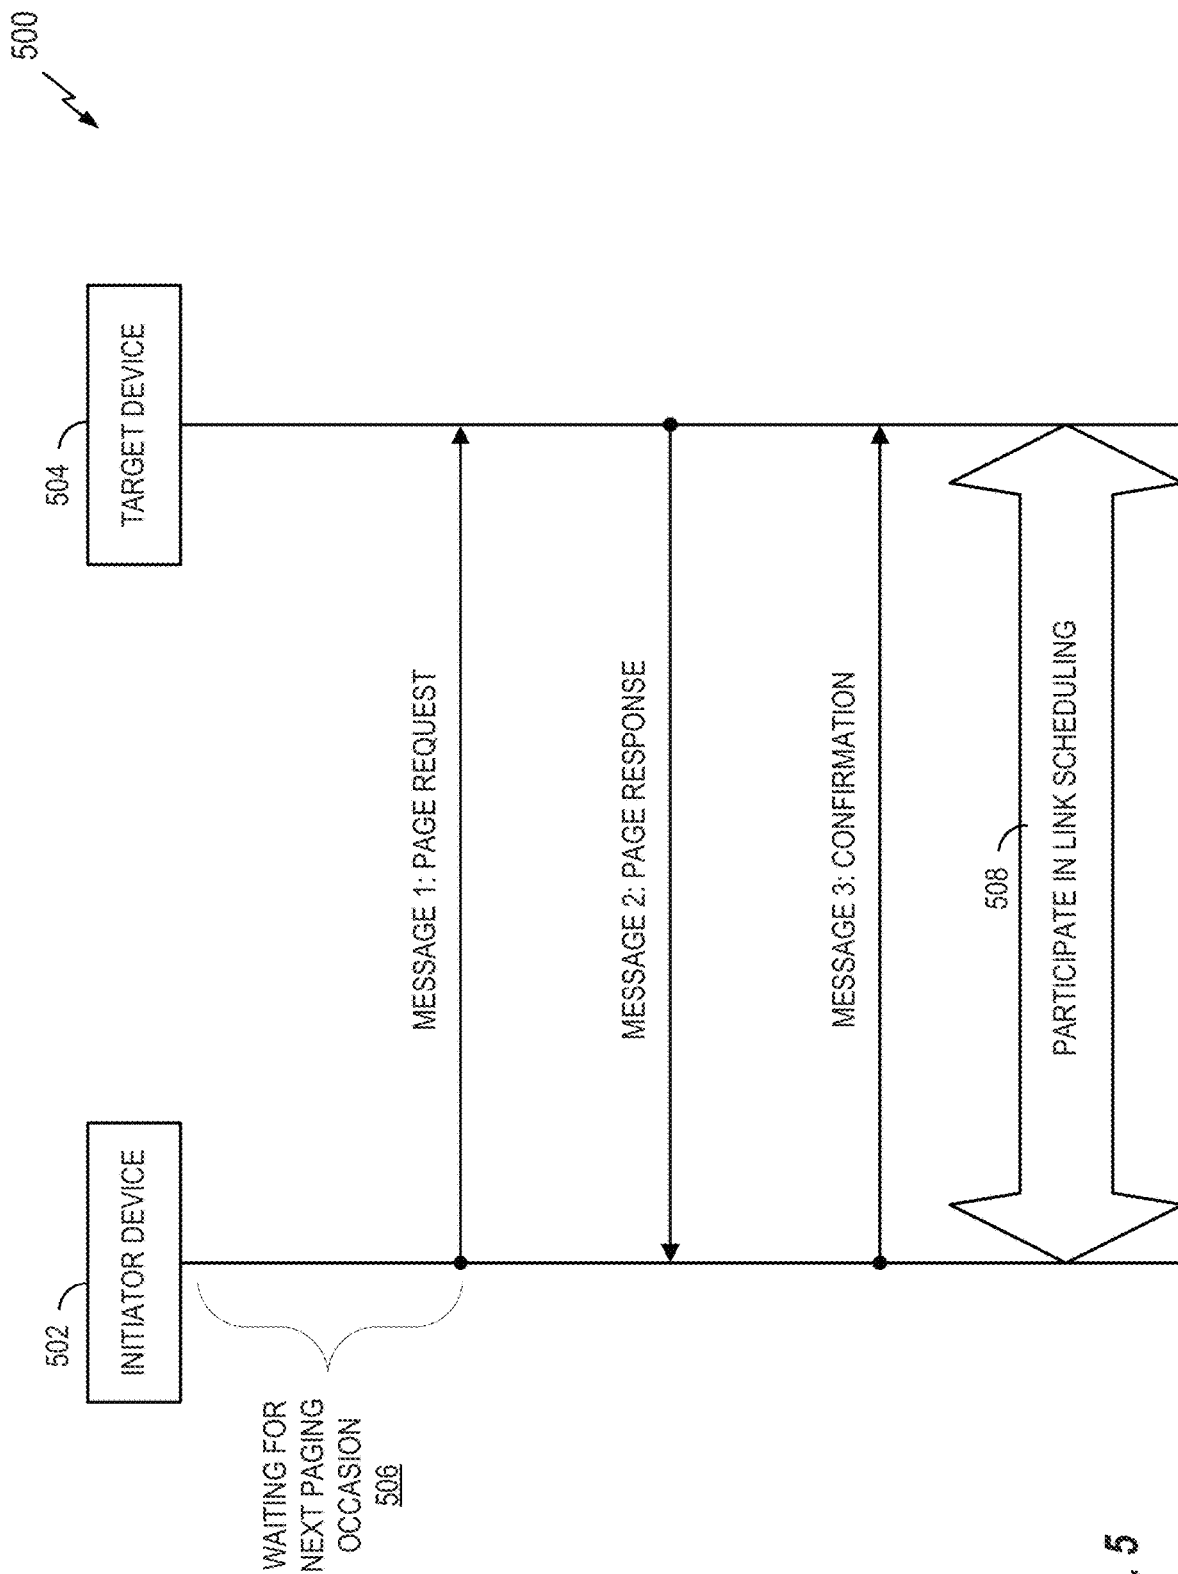 500
502
INITIATOR DEVICE
504
TARGET DEVICE
WAITING FOR
NEXT PAGING
OCCASION
506
MESSAGE 1: PAGE REQUEST
MESSAGE 2: PAGE RESPONSE
MESSAGE 3: CONFIRMATION
508
PARTICIPATE IN LINK SCHEDULING
. 5